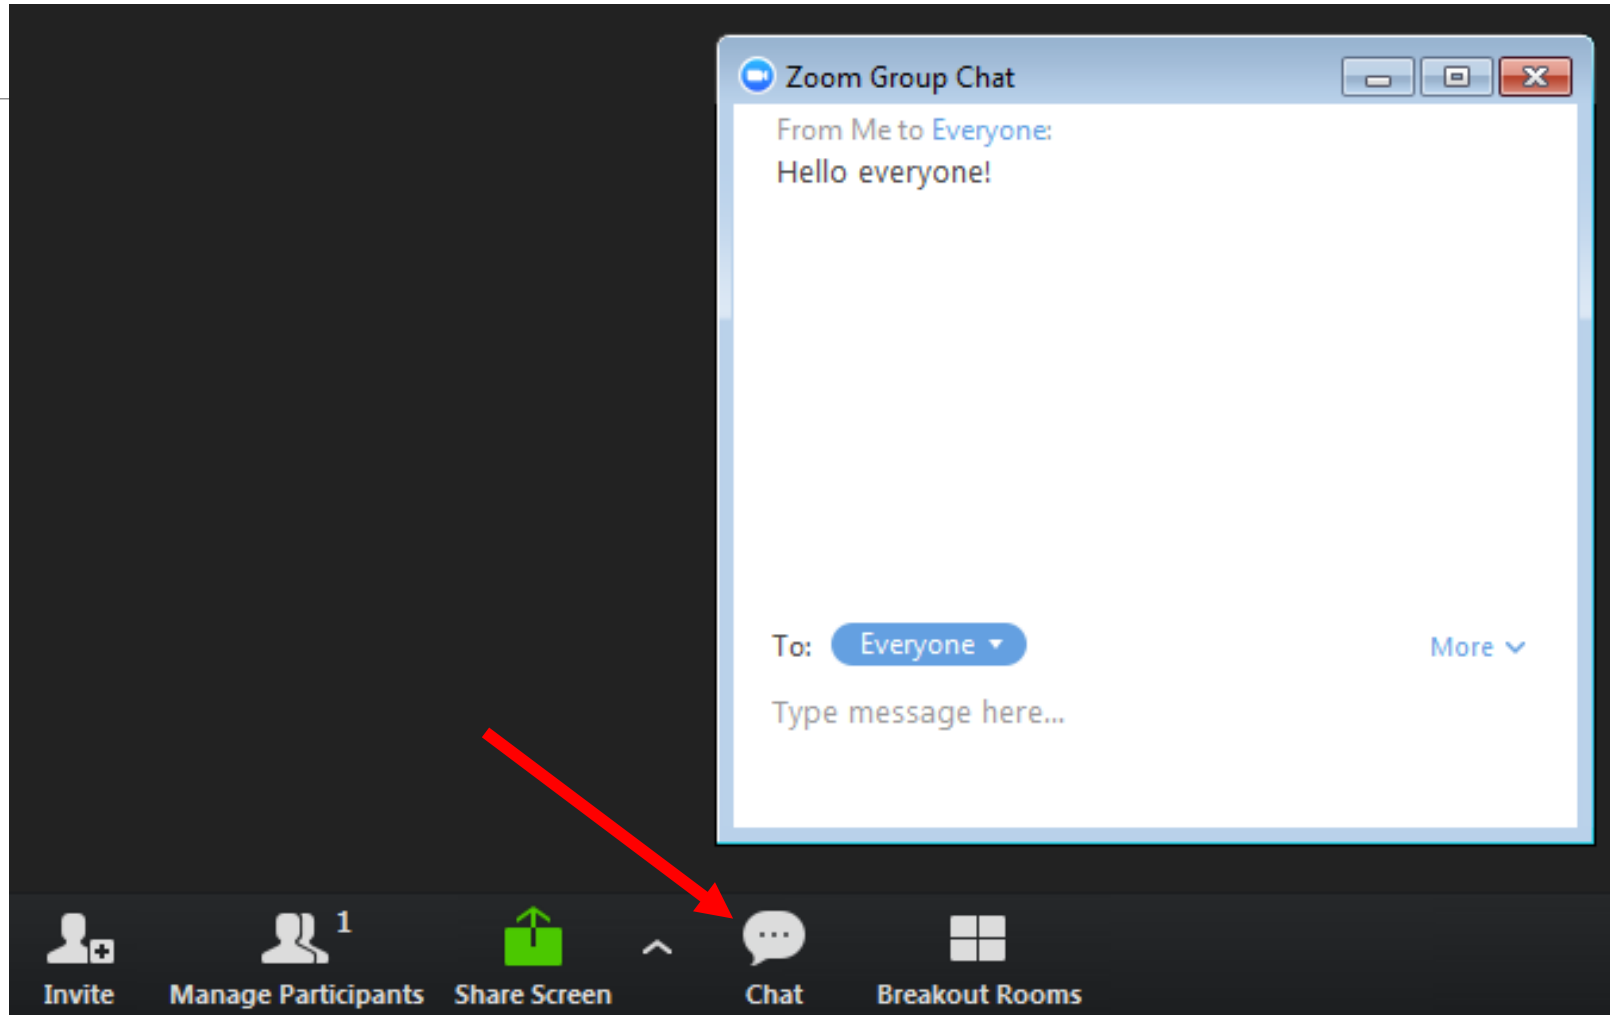 Zoom Group Chat
From Me to Everyone:
Hello everyone!
To: Everyone
More
Type message here...
1
Invite
Manage Participants
Share Screen
Chat
Breakout Rooms